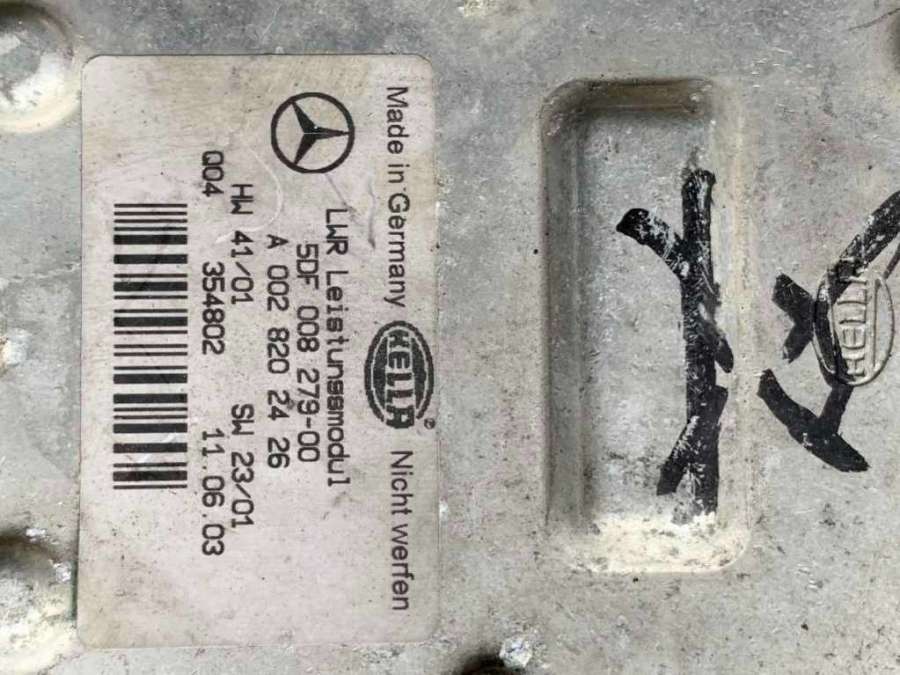 Made in Germany HELLA® Nicht werfen
LWR Leistungsmodul
5DF 008 279-00
A 002 820 24 26
HW 41/01 SW 23/01
Q04 354802 11.06.03
HELLA